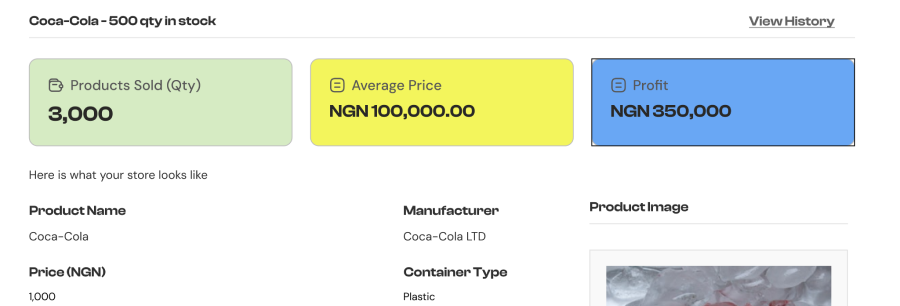 Coca-Cola - 500 qty in stock
View History
Products Sold (Qty)
3,000
Average Price
NGN 100,000.00
Profit
NGN 350,000
Here is what your store looks like
Product Name
Coca-Cola
Manufacturer
Coca-Cola LTD
Product Image
Price (NGN)
1,000
Container Type
Plastic